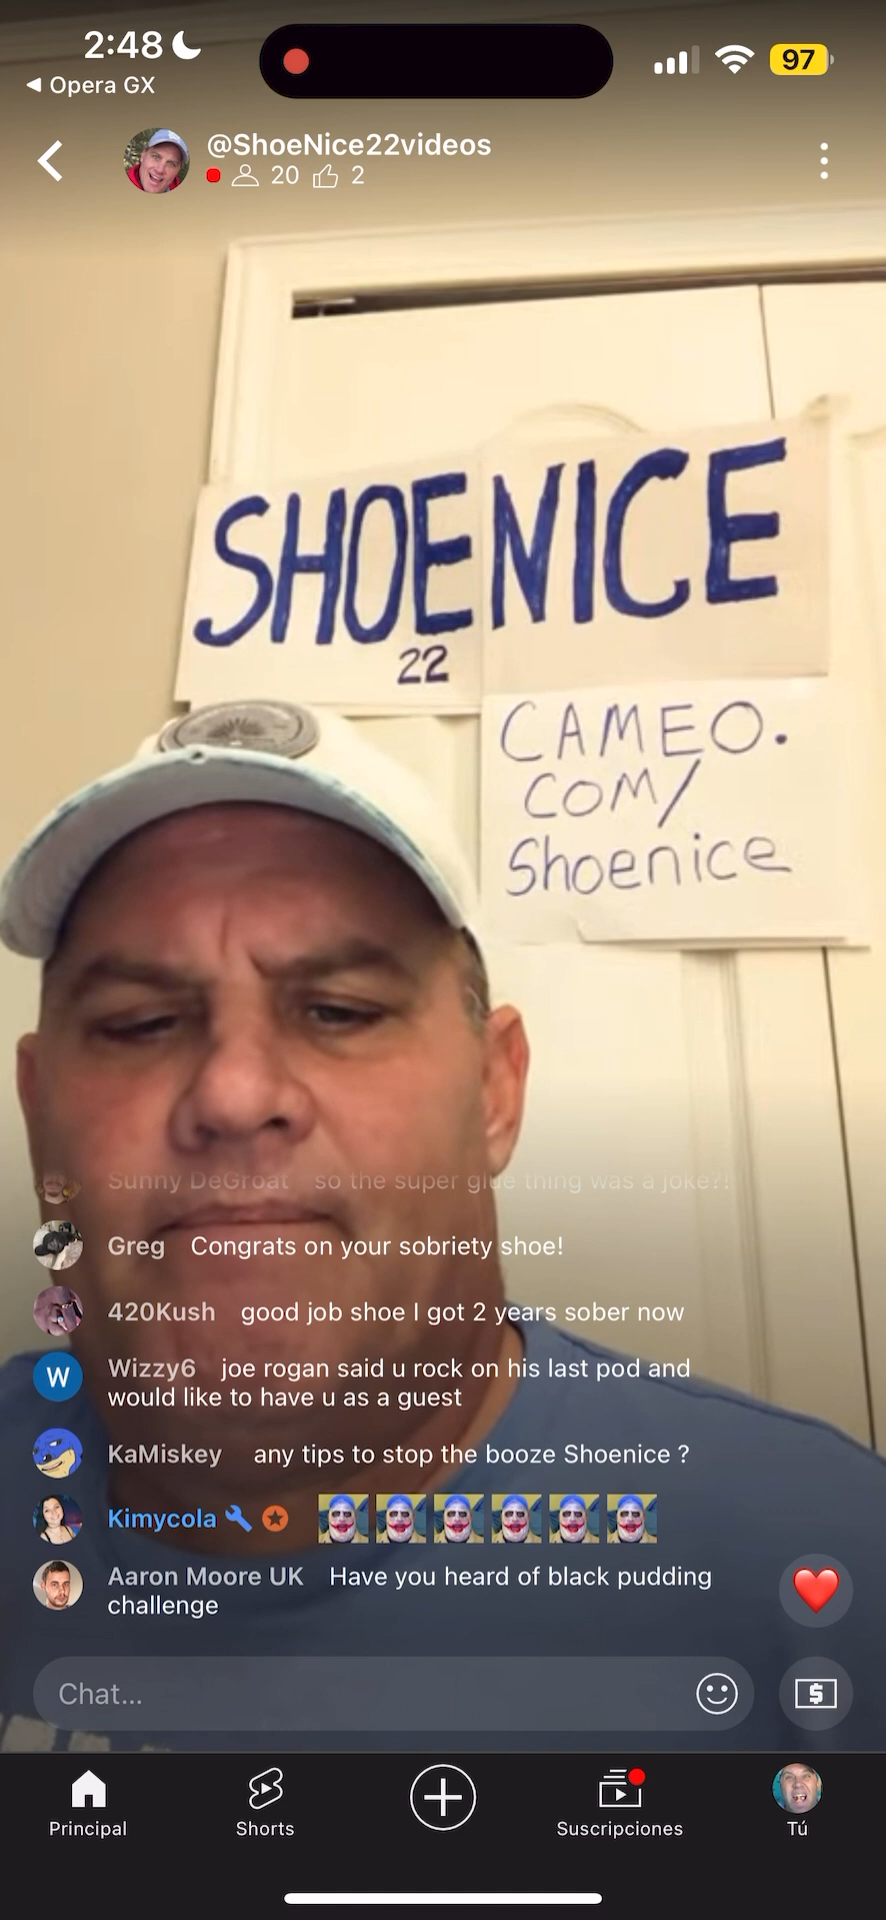 2:48
97
Opera GX
@ShoeNice22videos
20 2
SHOENICE
22
CAMEO.
COM/
Shoenice
Sunny DeGroat so the super glue thing was a joke?!
Greg Congrats on your sobriety shoe!
420Kush good job shoe I got 2 years sober now
W
Wizzy6 joe rogan said u rock on his last pod and
would like to have u as a guest
KaMiskey any tips to stop the booze Shoenice ?
Kimycola
Aaron Moore UK Have you heard of black pudding
challenge
Chat...
$
Principal
Shorts
Suscripciones
Tú